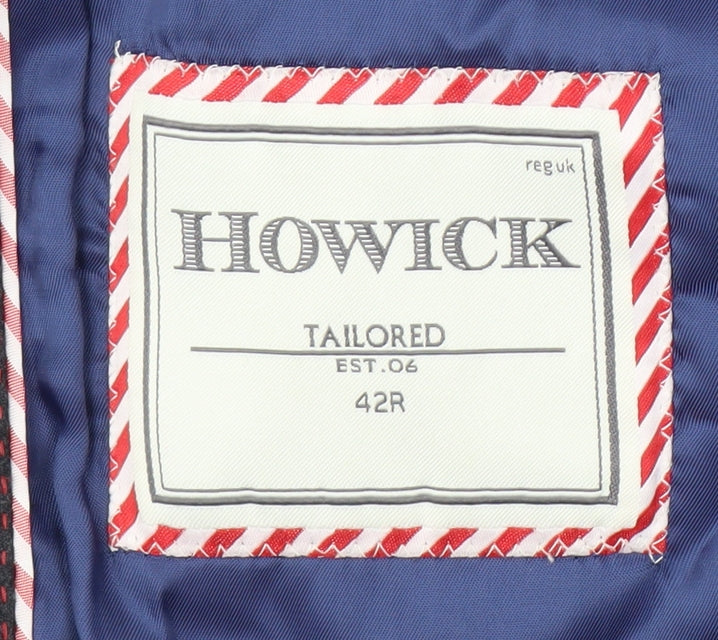 reg uk
HOWICK
TAILORED
EST.06
42R